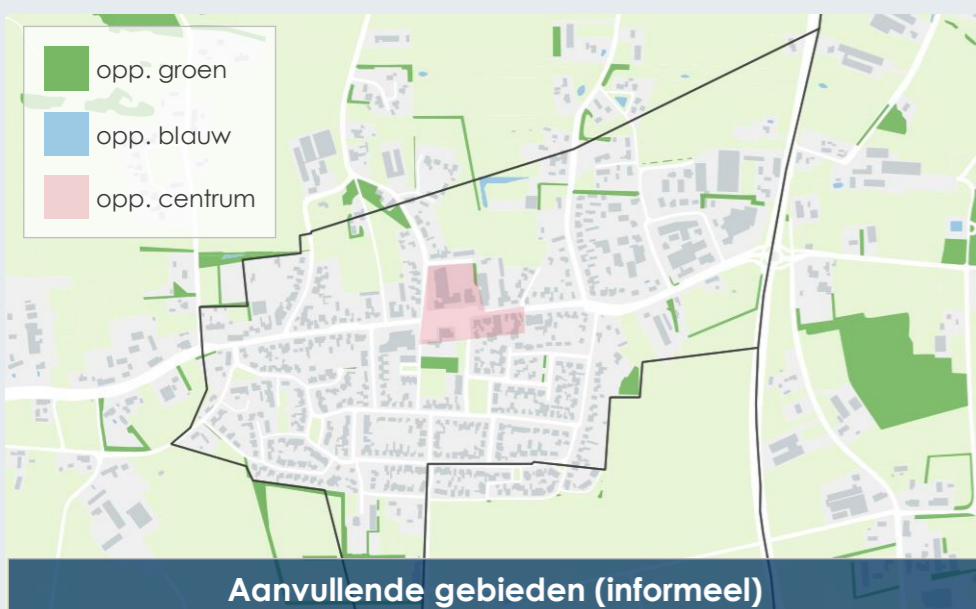 opp. groen
opp. blauw
opp. centrum
Aanvullende gebieden (informeel)